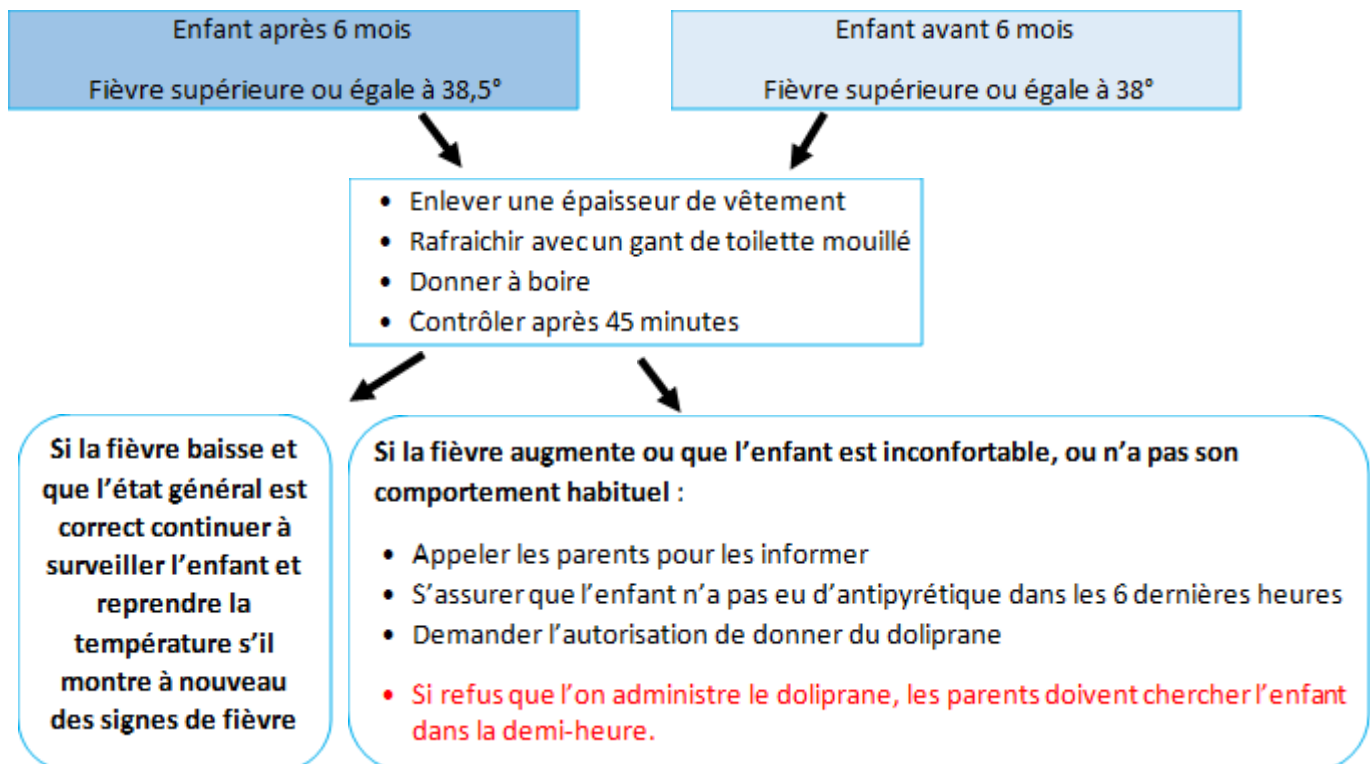 Enfant après 6 mois
Fièvre supérieure ou égale à 38,5°
Enfant avant 6 mois
Fièvre supérieure ou égale à 38°
• Enlever une épaisseur de vêtement
• Rafraichir avec un gant de toilette mouillé
• Donner à boire
• Contrôler après 45 minutes
Si la fièvre baisse et
que l’état général est
correct continuer à
surveiller l’enfant et
reprendre la
température s’il
montre à nouveau
des signes de fièvre
Si la fièvre augmente ou que l’enfant est inconfortable, ou n’a pas son
comportement habituel :
• Appeler les parents pour les informer
• S’assurer que l’enfant n’a pas eu d’antipyrétique dans les 6 dernières heures
• Demander l’autorisation de donner du doliprane
• Si refus que l’on administre le doliprane, les parents doivent chercher l’enfant
dans la demi-heure.